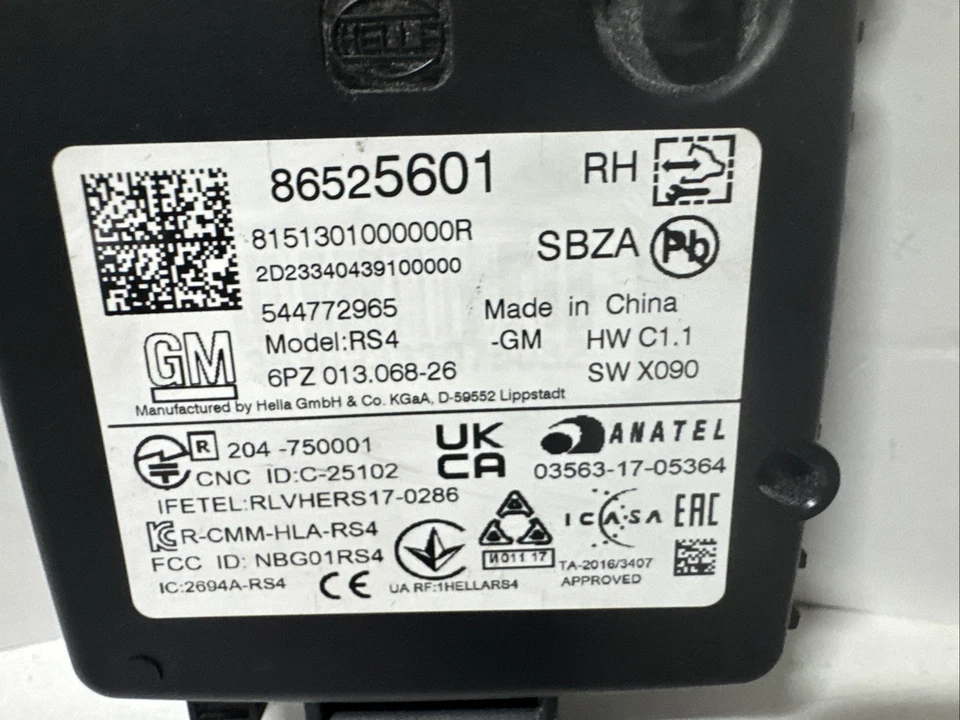 HELLA
86525601 RH
8151301000000R
SBZA Pb
2D23340439100000
544772965 Made in China
Model:RS4 -GM HW C1.1
GM
6PZ 013.068-26 SW X090
Manufactured by Hella GmbH & Co. KGaA, D-59552 Lippstadt
R 204-750001 UK CA ANATEL
CNC ID:C-25102 03563-17-05364
IFETEL:RLVHERS17-0286
R-CMM-HLA-RS4 ICASA EAC
FCC ID: NBG01RS4 И011 17 TA-2016/3407
IC:2694A-RS4 CE UA RF:1HELLARS4 APPROVED